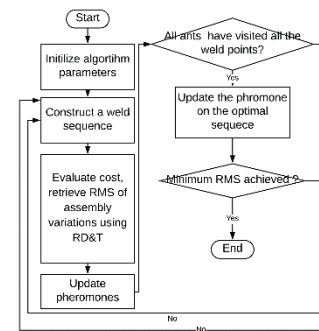 Start
Initilize algortihm
parameters
Construct a weld
sequence
Evaluate cost,
retrieve RMS of
assembly
variations using
RD&T
Update
pheromones
All ants have visited all the
weld points?
Yes
Update the phromone
on the optimal
sequece
Minimum RMS achieved ?
Yes
End
No
No